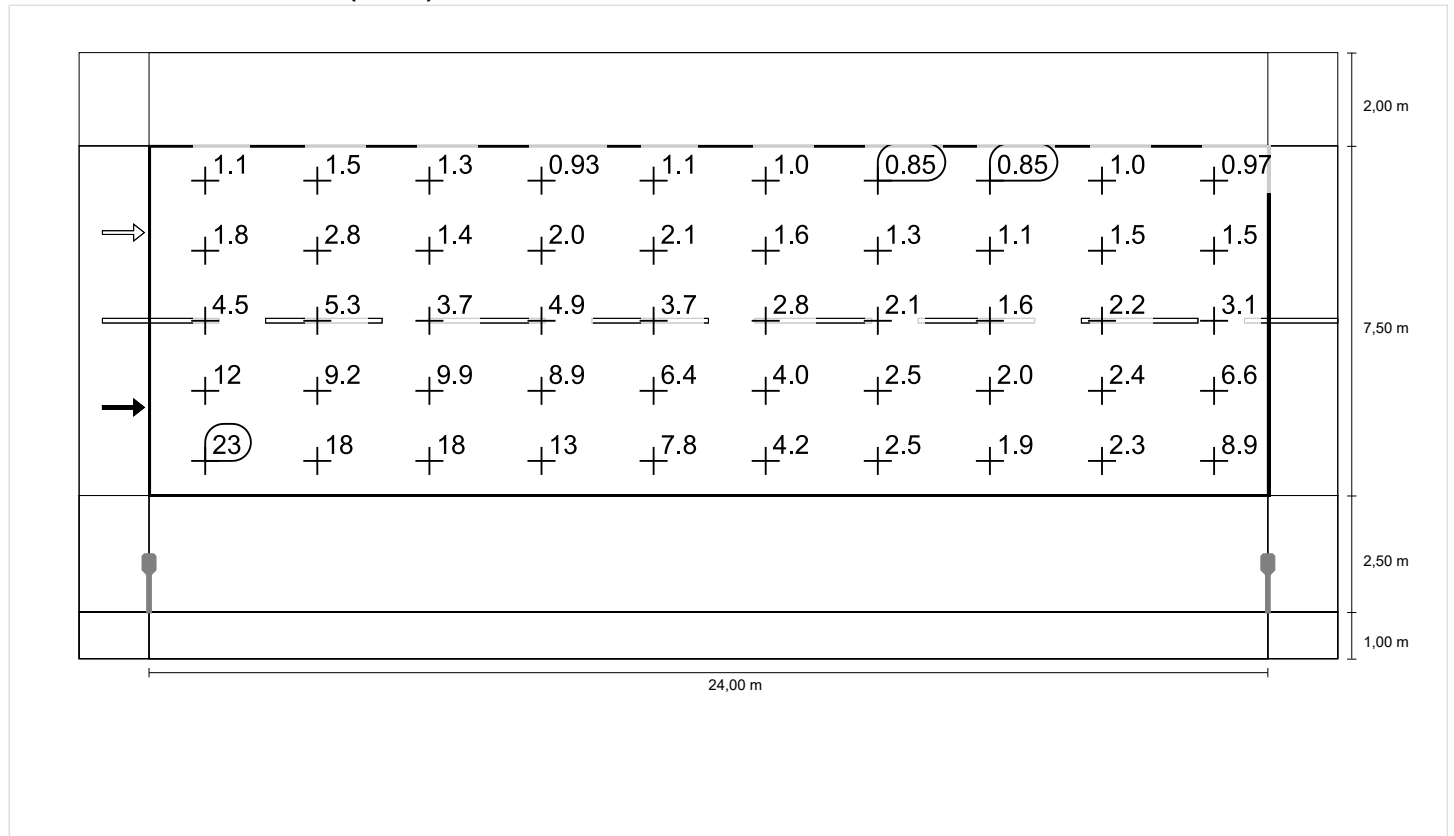 2,00 m
1.1 1.5 1.3 0.93 1.1 1.0 0.85 0.85 1.0 0.97
1.8 2.8 1.4 2.0 2.1 1.6 1.3 1.1 1.5 1.5
4.5 5.3 3.7 4.9 3.7 2.8 2.1 1.6 2.2 3.1
7,50 m
12 9.2 9.9 8.9 6.4 4.0 2.5 2.0 2.4 6.6
23 18 18 13 7.8 4.2 2.5 1.9 2.3 8.9
2,50 m
1,00 m
24,00 m